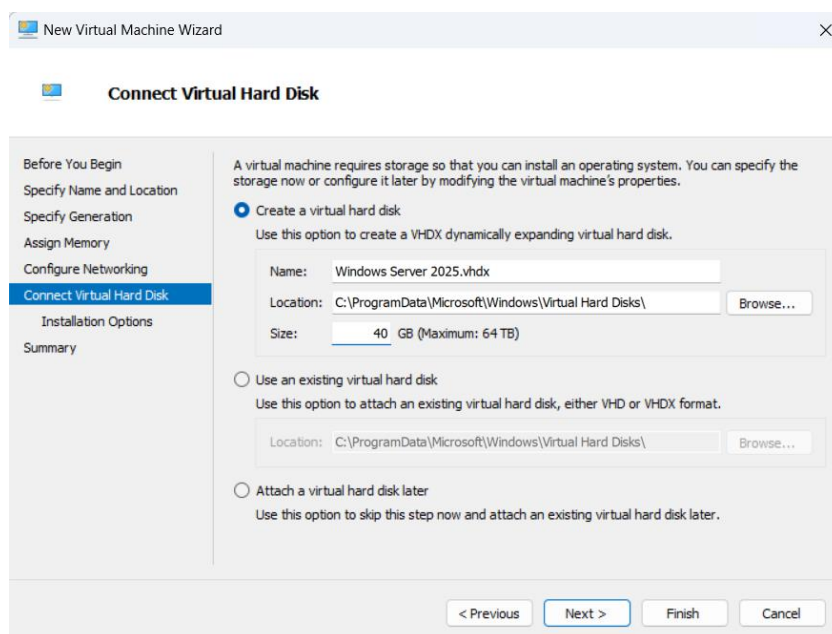 New Virtual Machine Wizard
Connect Virtual Hard Disk
Before You Begin
Specify Name and Location
Specify Generation
Assign Memory
Configure Networking
Connect Virtual Hard Disk
Installation Options
Summary
A virtual machine requires storage so that you can install an operating system. You can specify the
storage now or configure it later by modifying the virtual machine's properties.
Create a virtual hard disk
Use this option to create a VHDX dynamically expanding virtual hard disk.
Name: Windows Server 2025.vhdx
Location: C:\ProgramData\Microsoft\Windows\Virtual Hard Disks\ Browse...
Size: 40 GB (Maximum: 64 TB)
Use an existing virtual hard disk
Use this option to attach an existing virtual hard disk, either VHD or VHDX format.
Location: C:\ProgramData\Microsoft\Windows\Virtual Hard Disks\ Browse...
Attach a virtual hard disk later
Use this option to skip this step now and attach an existing virtual hard disk later.
< Previous Next > Finish Cancel